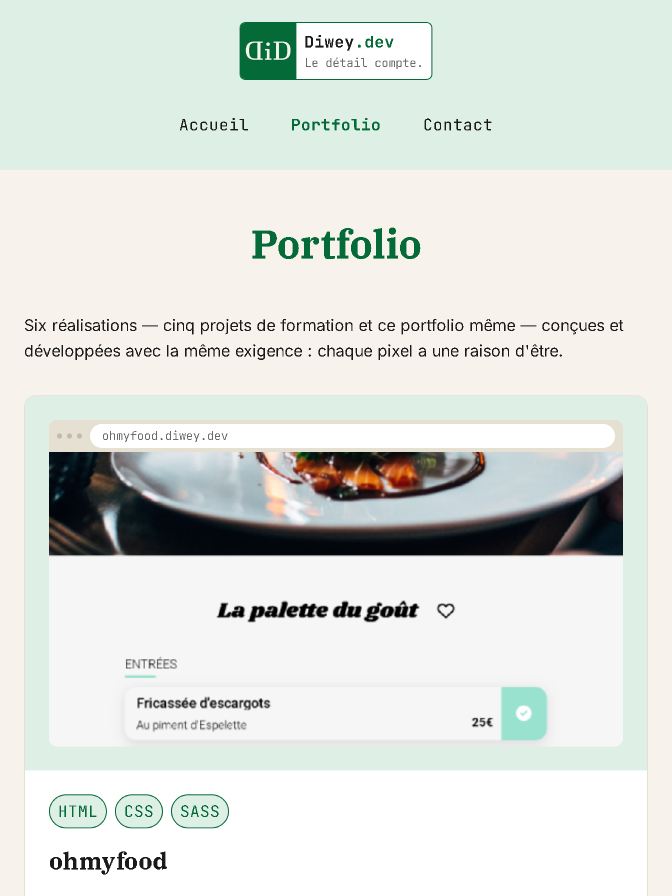 DiD
Diwey.dev
Le détail compte.
Accueil Portfolio Contact
Portfolio
Six réalisations — cinq projets de formation et ce portfolio même — conçues et
développées avec la même exigence : chaque pixel a une raison d'être.
ohmyfood.diwey.dev
La palette du goût
ENTRÉES
Fricassée d'escargots
Au piment d'Espelette
25€
HTML CSS SASS
ohmyfood